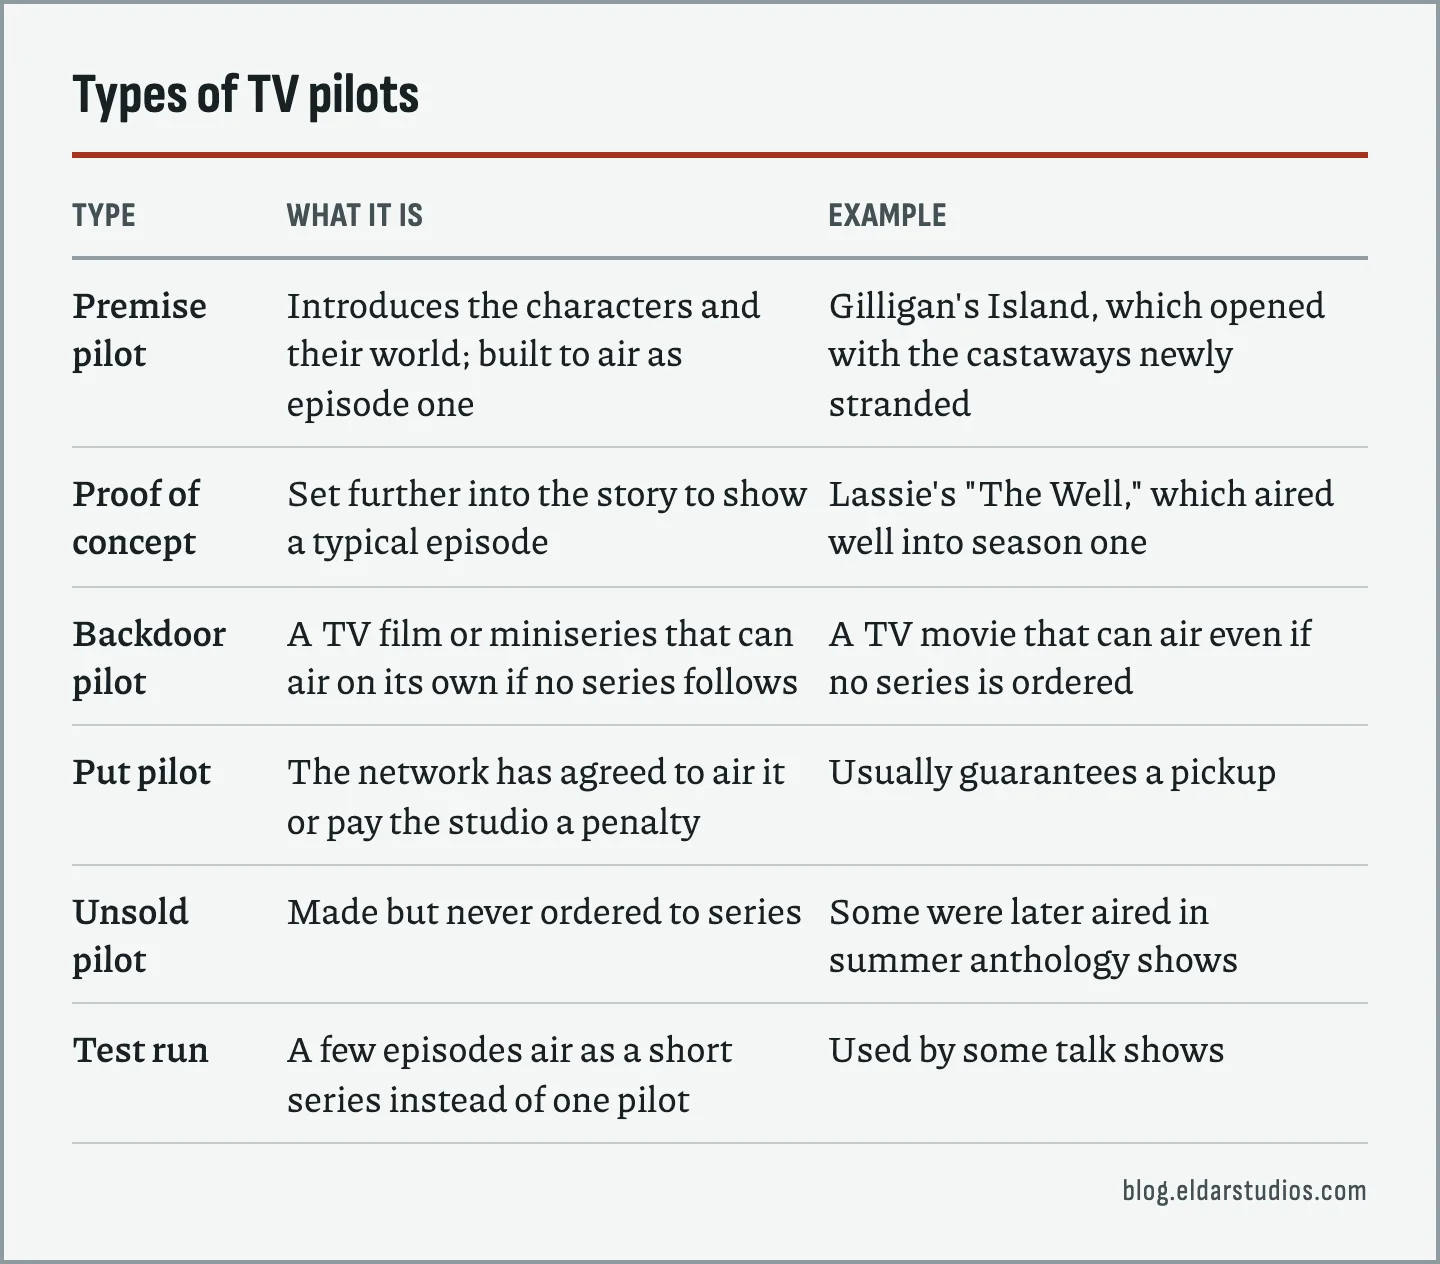 Types of TV pilots
TYPE
WHAT IT IS
EXAMPLE
Premise
pilot
Introduces the characters and
their world; built to air as
episode one
Gilligan's Island, which opened
with the castaways newly
stranded
Proof of
concept
Set further into the story to show
a typical episode
Lassie's "The Well," which aired
well into season one
Backdoor
pilot
A TV film or miniseries that can
air on its own if no series follows
A TV movie that can air even if
no series is ordered
Put pilot
The network has agreed to air it
or pay the studio a penalty
Usually guarantees a pickup
Unsold
pilot
Made but never ordered to series
Some were later aired in
summer anthology shows
Test run
A few episodes air as a short
series instead of one pilot
Used by some talk shows
blog.eldarstudios.com